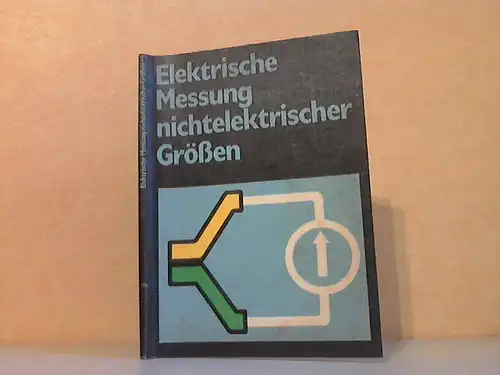 Elektrische
Messung
nichtelektrischer
Größen
Elektrische Messung nichtelektrischer Größen